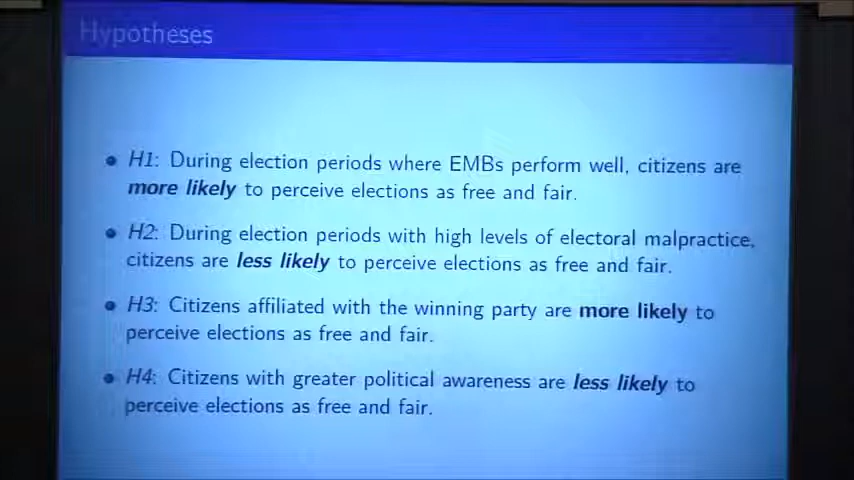 Hypotheses
H1: During election periods where EMBs perform well, citizens are
more likely to perceive elections as free and fair.
H2: During election periods with high levels of electoral malpractice,
citizens are less likely to perceive elections as free and fair.
H3: Citizens affiliated with the winning party are more likely to
perceive elections as free and fair.
H4: Citizens with greater political awareness are less likely to
perceive elections as free and fair.